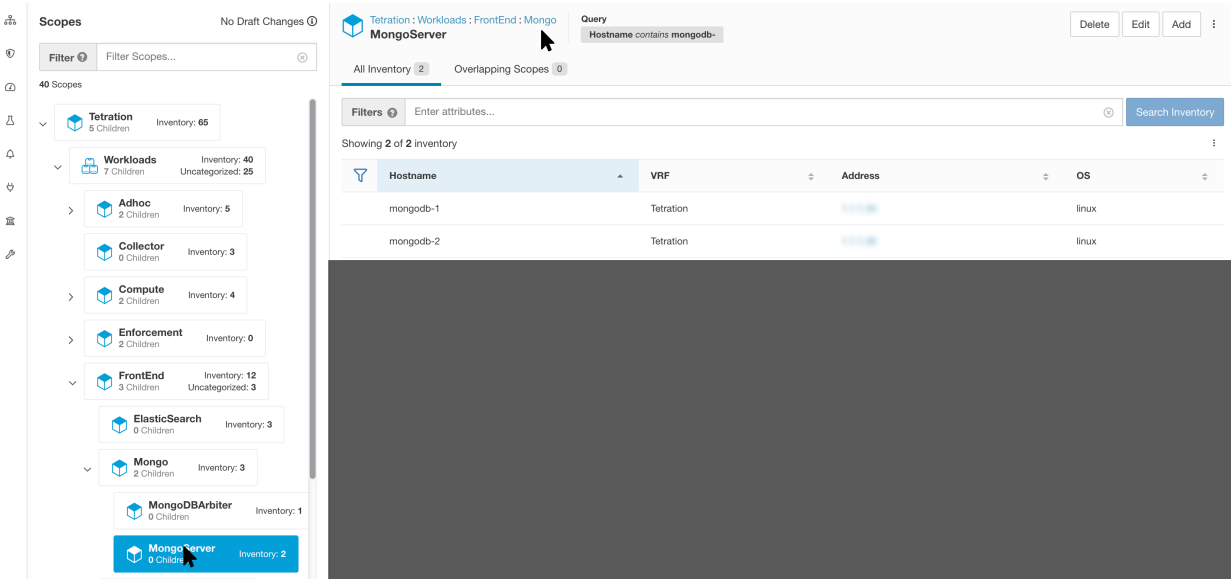 Scopes
No Draft Changes
Filter
Filter Scopes...
40 Scopes
Tetration
5 Children
Inventory: 65
Workloads
7 Children
Inventory: 40
Uncategorized: 25
Adhoc
2 Children
Inventory: 5
Collector
0 Children
Inventory: 3
Compute
2 Children
Inventory: 4
Enforcement
2 Children
Inventory: 0
FrontEnd
3 Children
Inventory: 12
Uncategorized: 3
ElasticSearch
0 Children
Inventory: 3
Mongo
2 Children
Inventory: 3
MongoDBArbiter
0 Children
Inventory: 1
MongoServer
0 Children
Inventory: 2
Tetration : Workloads : FrontEnd : Mongo
MongoServer
Query
Hostname contains mongodb-
Delete
Edit
Add
All Inventory 2
Overlapping Scopes 0
Filters
Enter attributes...
Search Inventory
Showing 2 of 2 inventory
Hostname VRF Address OS
mongodb-1 Tetration linux
mongodb-2 Tetration linux